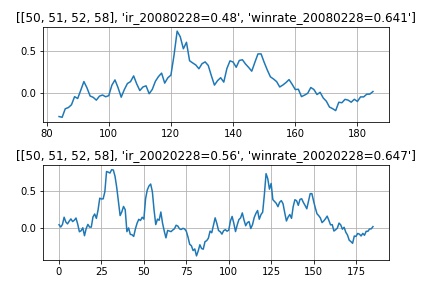 [[50, 51, 52, 58], 'ir_20080228=0.48', 'winrate_20080228=0.641']
0.5
0.0
80 100 120 140 160 180
[[50, 51, 52, 58], 'ir_20020228=0.56', 'winrate_20020228=0.647']
0.5
0.0
0 25 50 75 100 125 150 175